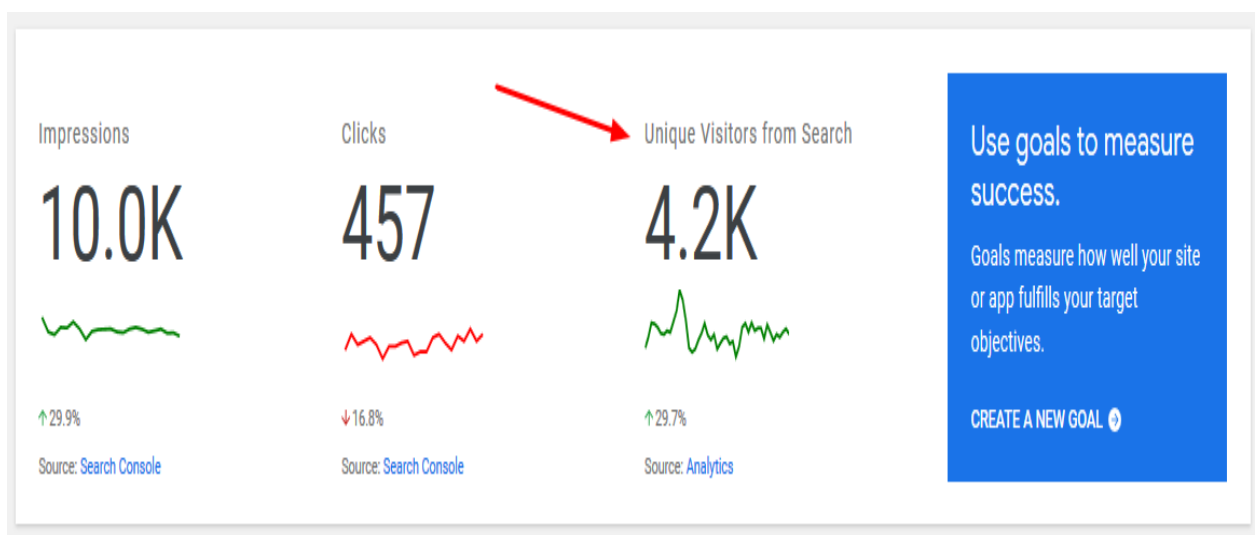 Impressions
10.0K
↑29.9%
Source: Search Console
Clicks
457
↓16.8%
Source: Search Console
Unique Visitors from Search
4.2K
↑29.7%
Source: Analytics
Use goals to measure
success.
Goals measure how well your site
or app fulfills your target
objectives.
CREATE A NEW GOAL